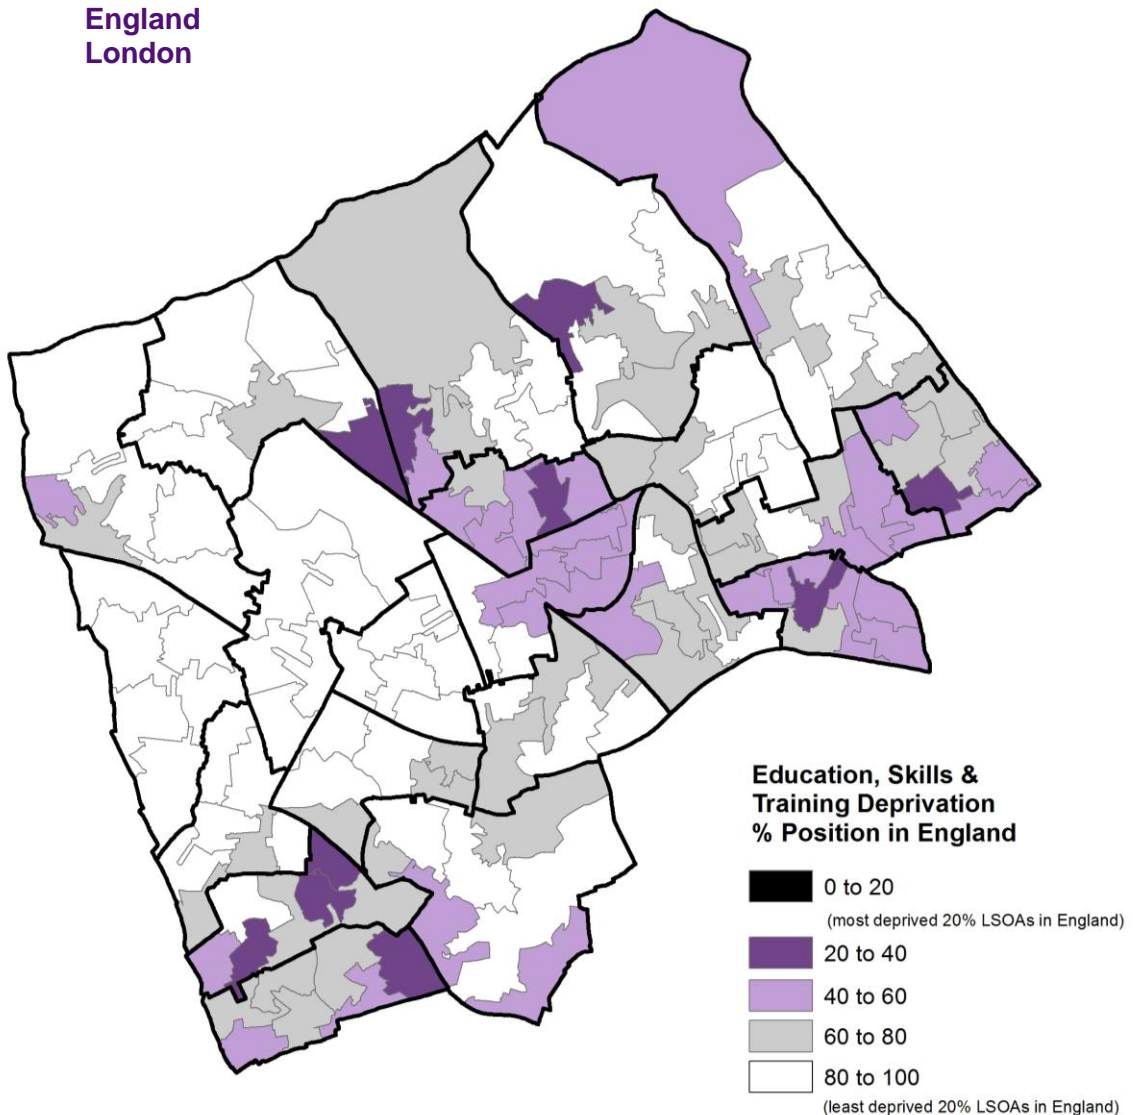 England
London
Education, Skills &
Training Deprivation
% Position in England
0 to 20
(most deprived 20% LSOAs in England)
20 to 40
40 to 60
60 to 80
80 to 100
(least deprived 20% LSOAs in England)